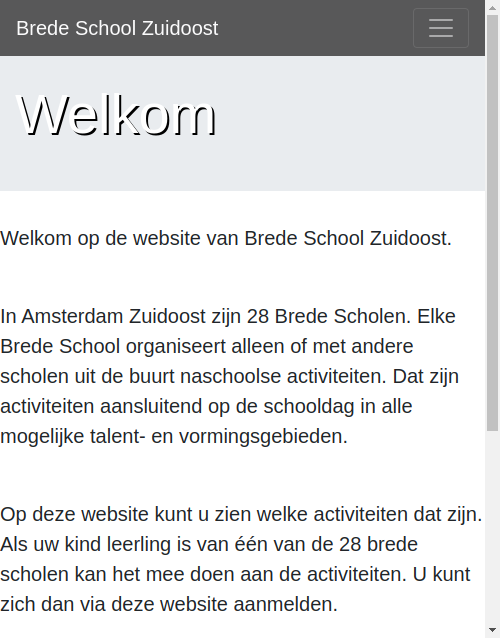 Brede School Zuidoost
Welkom
Welkom op de website van Brede School Zuidoost.
In Amsterdam Zuidoost zijn 28 Brede Scholen. Elke
Brede School organiseert alleen of met andere
scholen uit de buurt naschoolse activiteiten. Dat zijn
activiteiten aansluitend op de schooldag in alle
mogelijke talent- en vormingsgebieden.
Op deze website kunt u zien welke activiteiten dat zijn.
Als uw kind leerling is van één van de 28 brede
scholen kan het mee doen aan de activiteiten. U kunt
zich dan via deze website aanmelden.